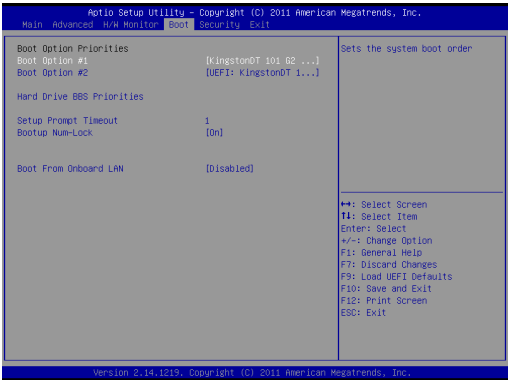 Aptio Setup Utility – Copyright (C) 2011 American Megatrends, Inc.
Main Advanced H/W Monitor Boot Security Exit
Boot Option Priorities
Boot Option #1 [KingstonDT 101 G2 ...]
Boot Option #2 [UEFI: KingstonDT 1...]
Hard Drive BBS Priorities
Setup Prompt Timeout 1
Bootup Num-Lock [On]
Boot From Onboard LAN [Disabled]
Sets the system boot order
↔: Select Screen
↑↓: Select Item
Enter: Select
+/-: Change Option
F1: General Help
F7: Discard Changes
F9: Load UEFI Defaults
F10: Save and Exit
F12: Print Screen
ESC: Exit
Version 2.14.1219. Copyright (C) 2011 American Megatrends, Inc.